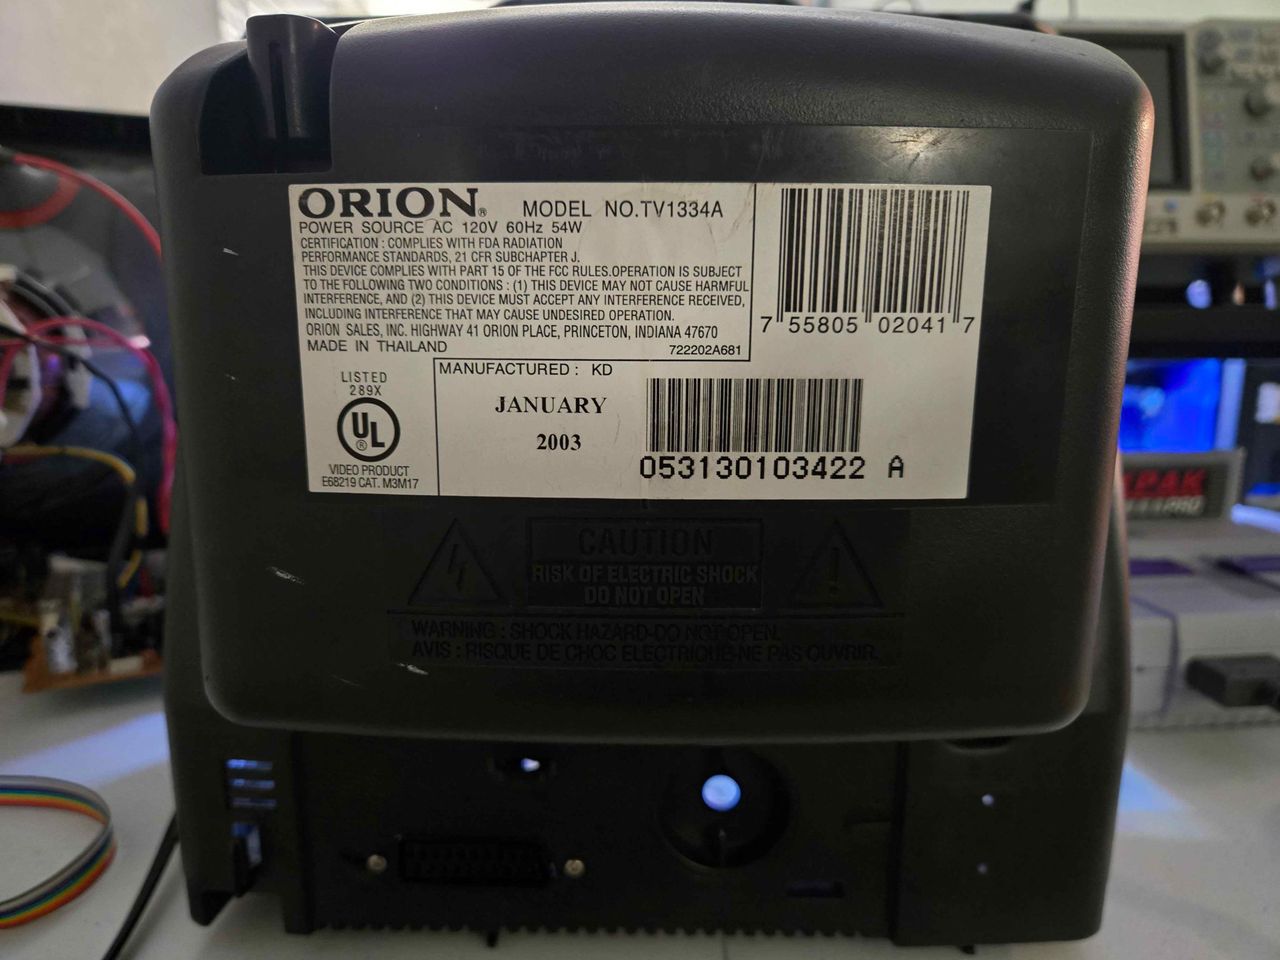 ORION®
MODEL NO.TV1334A
POWER SOURCE AC 120V 60Hz 54W
CERTIFICATION : COMPLIES WITH FDA RADIATION
PERFORMANCE STANDARDS, 21 CFR SUBCHAPTER J.
THIS DEVICE COMPLIES WITH PART 15 OF THE FCC RULES.OPERATION IS SUBJECT
TO THE FOLLOWING TWO CONDITIONS : (1) THIS DEVICE MAY NOT CAUSE HARMFUL
INTERFERENCE, AND (2) THIS DEVICE MUST ACCEPT ANY INTERFERENCE RECEIVED,
INCLUDING INTERFERENCE THAT MAY CAUSE UNDESIRED OPERATION.
ORION SALES, INC. HIGHWAY 41 ORION PLACE, PRINCETON, INDIANA 47670
MADE IN THAILAND
722202A681
7 55805 02041 7
LISTED
289X
UL®
VIDEO PRODUCT
E68219 CAT. M3M17
MANUFACTURED : KD
JANUARY
2003
053130103422 A
CAUTION
RISK OF ELECTRIC SHOCK
DO NOT OPEN
WARNING : SHOCK HAZARD-DO NOT OPEN.
AVIS : RISQUE DE CHOC ELECTRIQUE-NE PAS OUVRIR.
PAK
PRO